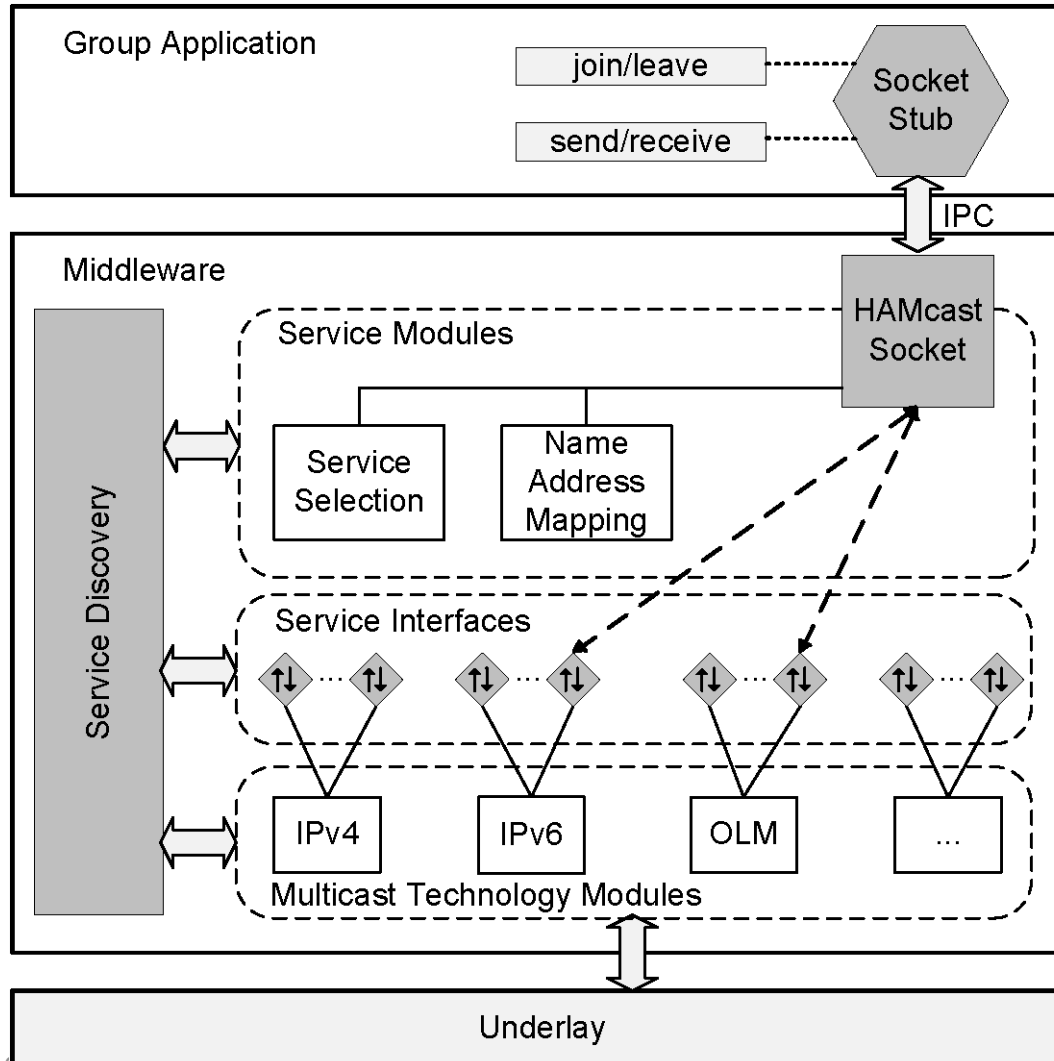 Group Application
join/leave
send/receive
Socket
Stub
IPC
Middleware
HAMcast
Socket
Service Modules
Service
Selection
Name
Address
Mapping
Service Discovery
Service Interfaces
↑↓ ... ↑↓ ↑↓ ... ↑↓ ↑↓ ... ↑↓ ↑↓ ... ↑↓
IPv4
IPv6
OLM
...
Multicast Technology Modules
Underlay